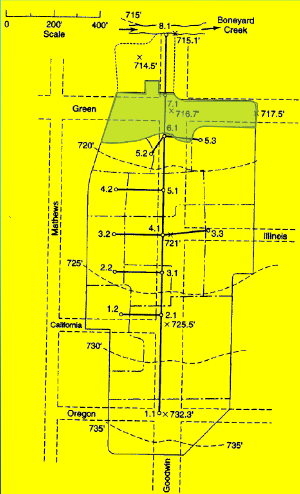 715'
8.1
Boneyard
Creek
0 200' 400'
Scale
715.1'
714.5'
7.1
716.7'
717.5'
Green
6.1
5.2
5.3
720'
4.2
5.1
Mathews
3.2
4.1
721'
3.3
Illinois
725'
2.2
3.1
1.2
2.1
California
725.5'
730'
Oregon
1.1
732.3'
735'
735'
Goodwin